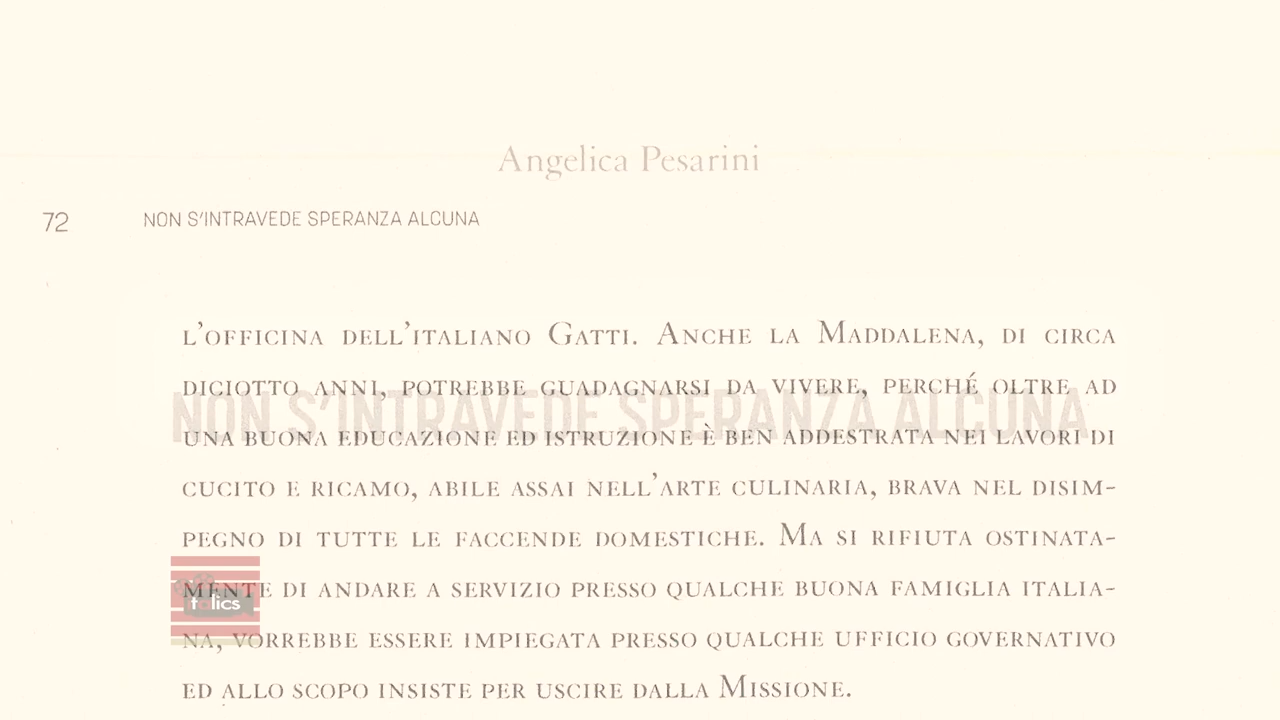 Angelica Pesarini
72 NON S'INTRAVEDE SPERANZA ALCUNA
L'OFFICINA DELL'ITALIANO GATTI. ANCHE LA MADDALENA, DI CIRCA
DICIOTTO ANNI, POTREBBE GUADAGNARSI DA VIVERE, PERCHÉ OLTRE AD
NON S'INTRAVEDE SPERANZA ALCUNA
UNA BUONA EDUCAZIONE ED ISTRUZIONE È BEN ADDESTRATA NEI LAVORI DI
CUCITO E RICAMO, ABILE ASSAI NELL'ARTE CULINARIA, BRAVA NEL DISIM-
PEGNO DI TUTTE LE FACCENDE DOMESTICHE. MA SI RIFIUTA OSTINATA-
MENTE DI ANDARE A SERVIZIO PRESSO QUALCHE BUONA FAMIGLIA ITALIA-
italics
NA, VORREBBE ESSERE IMPIEGATA PRESSO QUALCHE UFFICIO GOVERNATIVO
ED ALLO SCOPO INSISTE PER USCIRE DALLA MISSIONE.